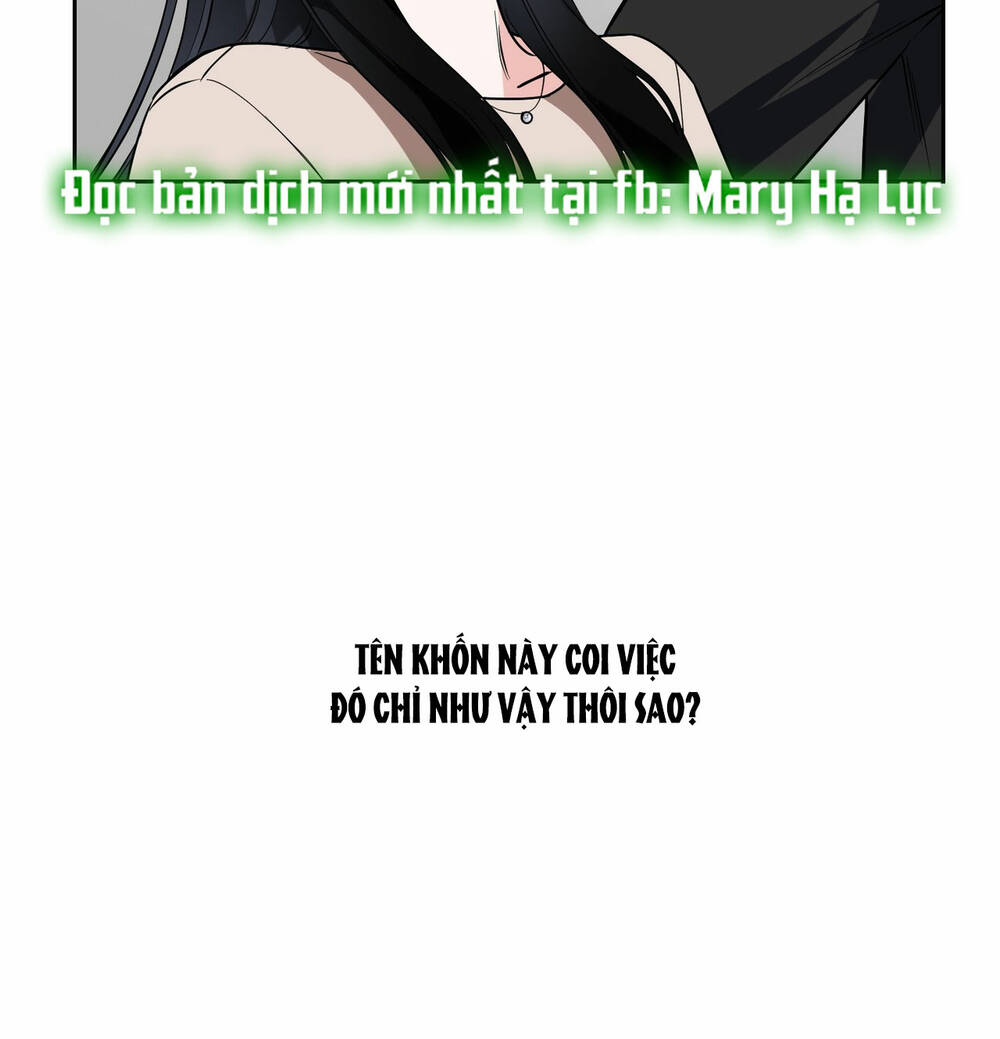 Đọc bản dịch mới nhất tại fb: Mary Hạ Lục
TÊN KHỐN NÀY COI VIỆC
ĐÓ CHỈ NHƯ VẬY THÔI SAO?